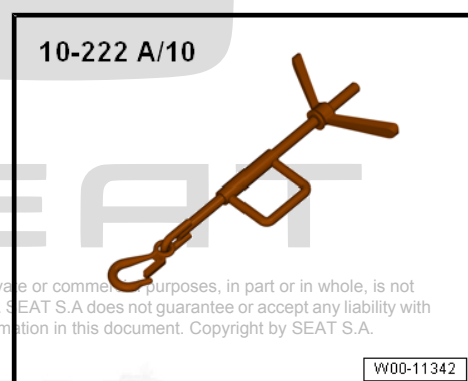 10-222 A/10
SEAT
purposes, in part or in whole, is not
SEAT S.A does not guarantee or accept any liability with
in this document. Copyright by SEAT S.A.
W00-11342